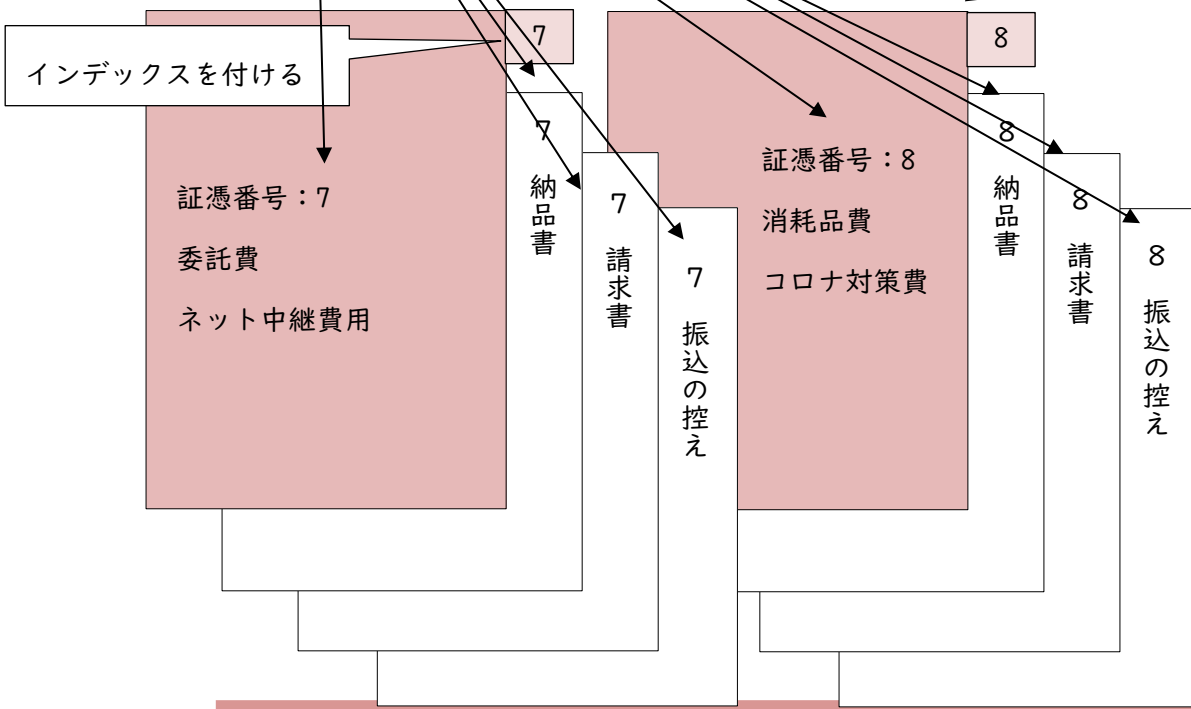 インデックスを付ける
7
証憑番号：7
委託費
ネット中継費用
7 納品書
7 請求書
7 振込の控え
8
証憑番号：8
消耗品費
コロナ対策費
8 納品書
8 請求書
8 振込の控え